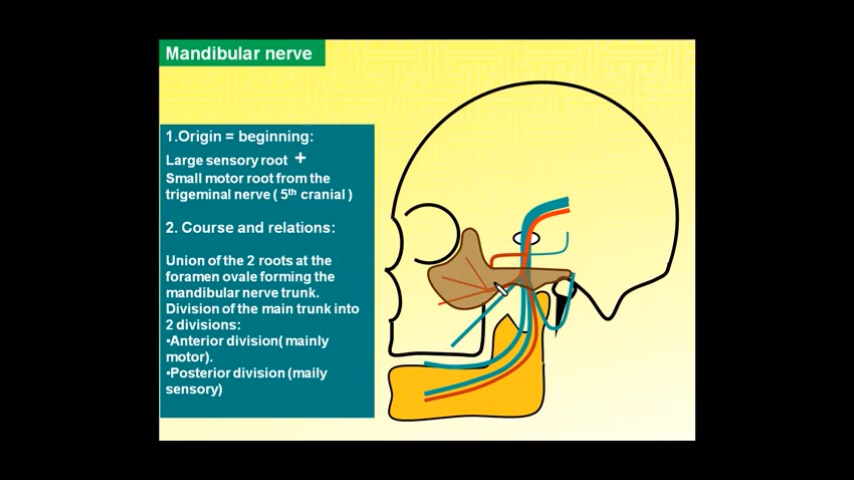 Mandibular nerve
1.Origin = beginning:
Large sensory root +
Small motor root from the
trigeminal nerve ( 5th cranial )
2. Course and relations:
Union of the 2 roots at the
foramen ovale forming the
mandibular nerve trunk.
Division of the main trunk into
2 divisions:
•Anterior division( mainly
motor).
•Posterior division (maily
sensory)